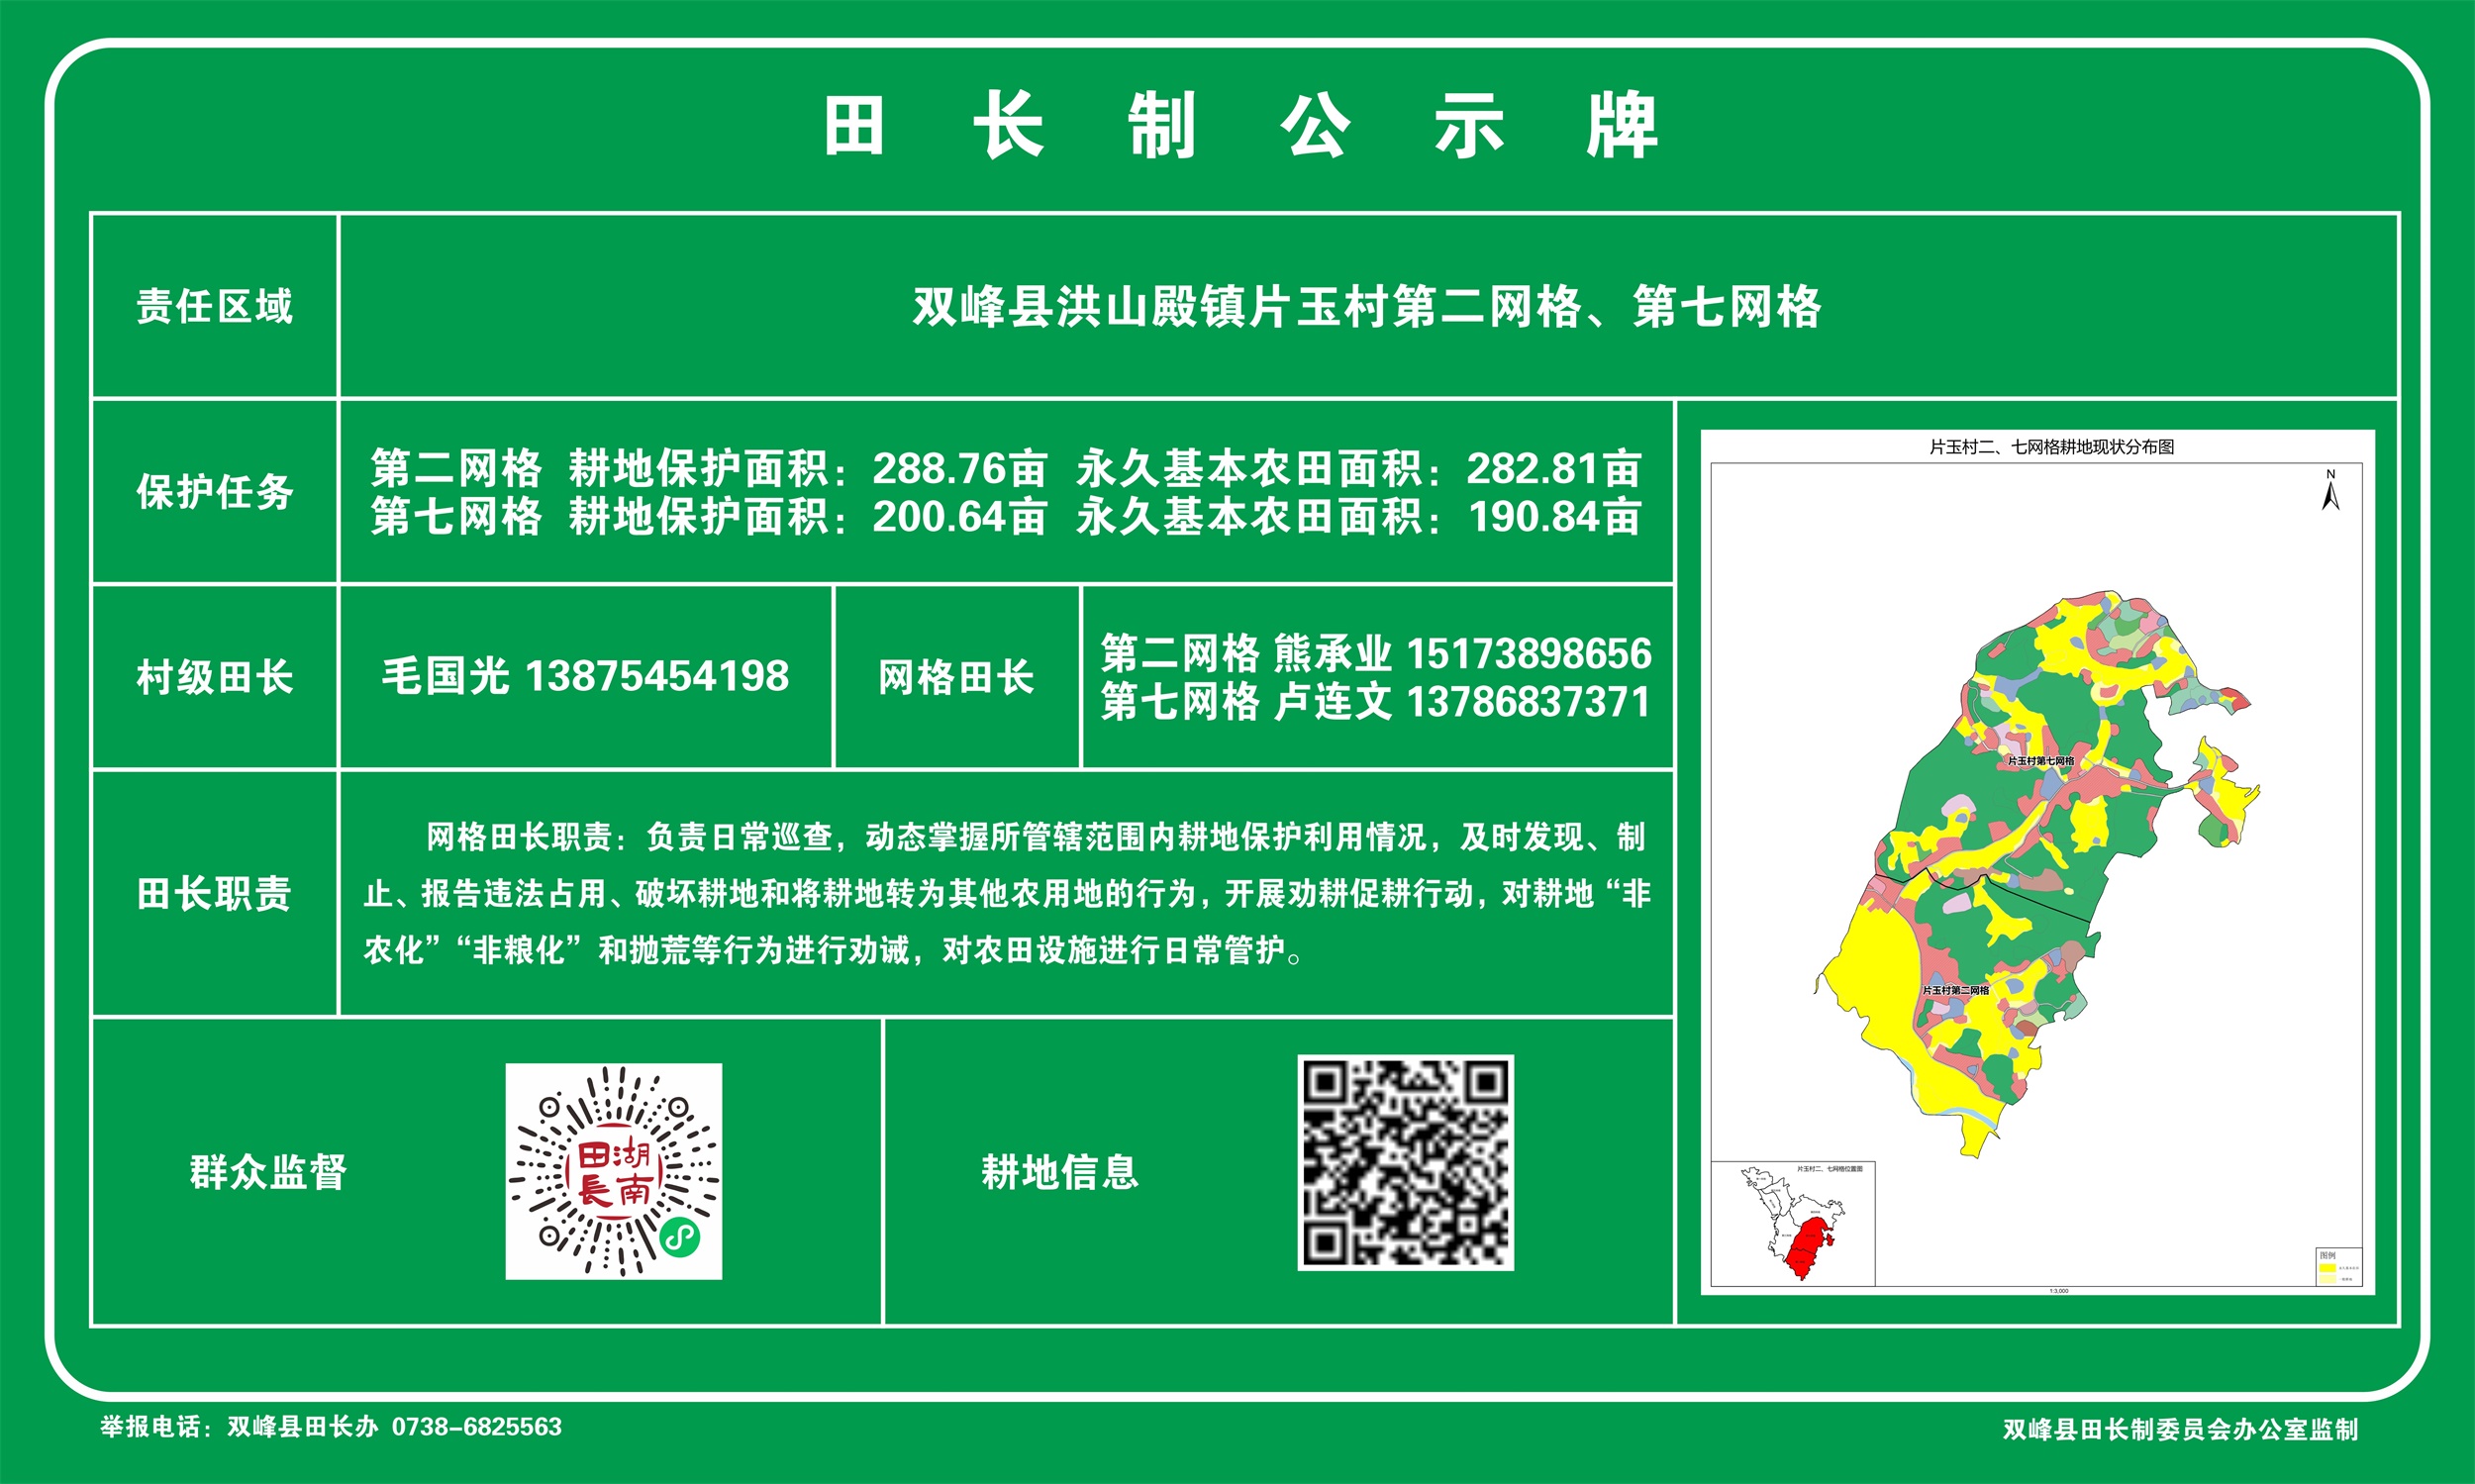 田长制公示牌
责任区域
双峰县洪山殿镇片玉村第二网格、第七网格
保护任务
第二网格 耕地保护面积：288.76亩 永久基本农田面积：282.81亩
第七网格 耕地保护面积：200.64亩 永久基本农田面积：190.84亩
村级田长
毛国光 13875454198
网格田长
第二网格 熊承业 15173898656
第七网格 卢连文 13786837371
田长职责
网格田长职责：负责日常巡查，动态掌握所管辖范围内耕地保护利用情况，及时发现、制
止、报告违法占用、破坏耕地和将耕地转为其他农用地的行为，开展劝耕促耕行动，对耕地“非
农化”“非粮化”和抛荒等行为进行劝诫，对农田设施进行日常管护。
群众监督
湖南
田長
耕地信息
片玉村二、七网格耕地现状分布图
N
片玉村第七网格
片玉村第二网格
片玉村二、七网格位置图
图例
1:3,000
举报电话：双峰县田长办 0738-6825563
双峰县田长制委员会办公室监制